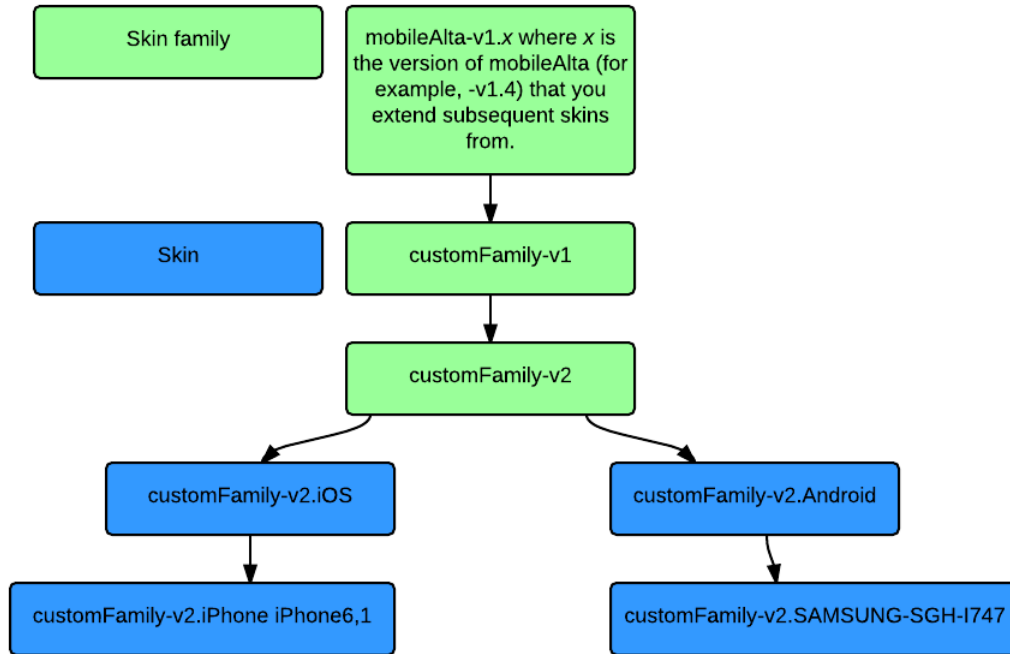 Skin family
mobileAlta-v1.x where x is
the version of mobileAlta (for
example, -v1.4) that you
extend subsequent skins
from.
Skin
customFamily-v1
customFamily-v2
customFamily-v2.iOS
customFamily-v2.Android
customFamily-v2.iPhone iPhone6,1
customFamily-v2.SAMSUNG-SGH-I747